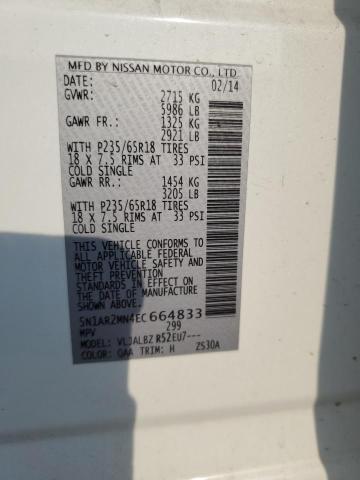 MFD BY NISSAN MOTOR CO., LTD
DATE: 02/14
GVWR: 2715 KG
5986 LB
GAWR FR.: 1325 KG
2921 LB
WITH P235/65R18 TIRES
18 X 7.5 RIMS AT 33 PSI
COLD SINGLE
GAWR RR.: 1454 KG
3205 LB
WITH P235/65R18 TIRES
18 X 7.5 RIMS AT 33 PSI
COLD SINGLE
THIS VEHICLE CONFORMS TO
ALL APPLICABLE FEDERAL
MOTOR VEHICLE SAFETY AND
THEFT PREVENTION
STANDARDS IN EFFECT ON
THE DATE OF MANUFACTURE
SHOWN ABOVE.
5N1AR2MN4EC664833
MPV 299
MODEL: VLJALBZ R52EU7---
COLOR: QAA TRIM: H ZS30A